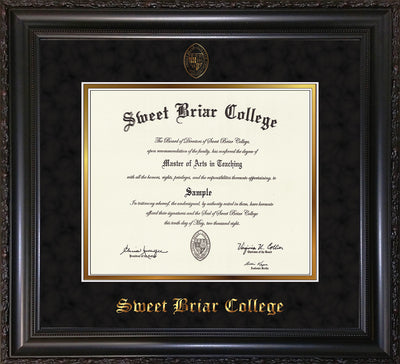 Sweet Briar College
The Board of Directors of Sweet Briar College,
upon recommendation of the faculty, has conferred the degree of
Master of Arts in Teaching
with all the honors, rights, privileges, and the responsibilities thereunto appertaining, to
Sample
In testimony whereof, the undersigned, by authority vested in them, have hereunto
affixed their signatures and the Seal of Sweet Briar College
this tenth day of May, two thousand eight.
Virginia W. Collier
Sweet Briar College